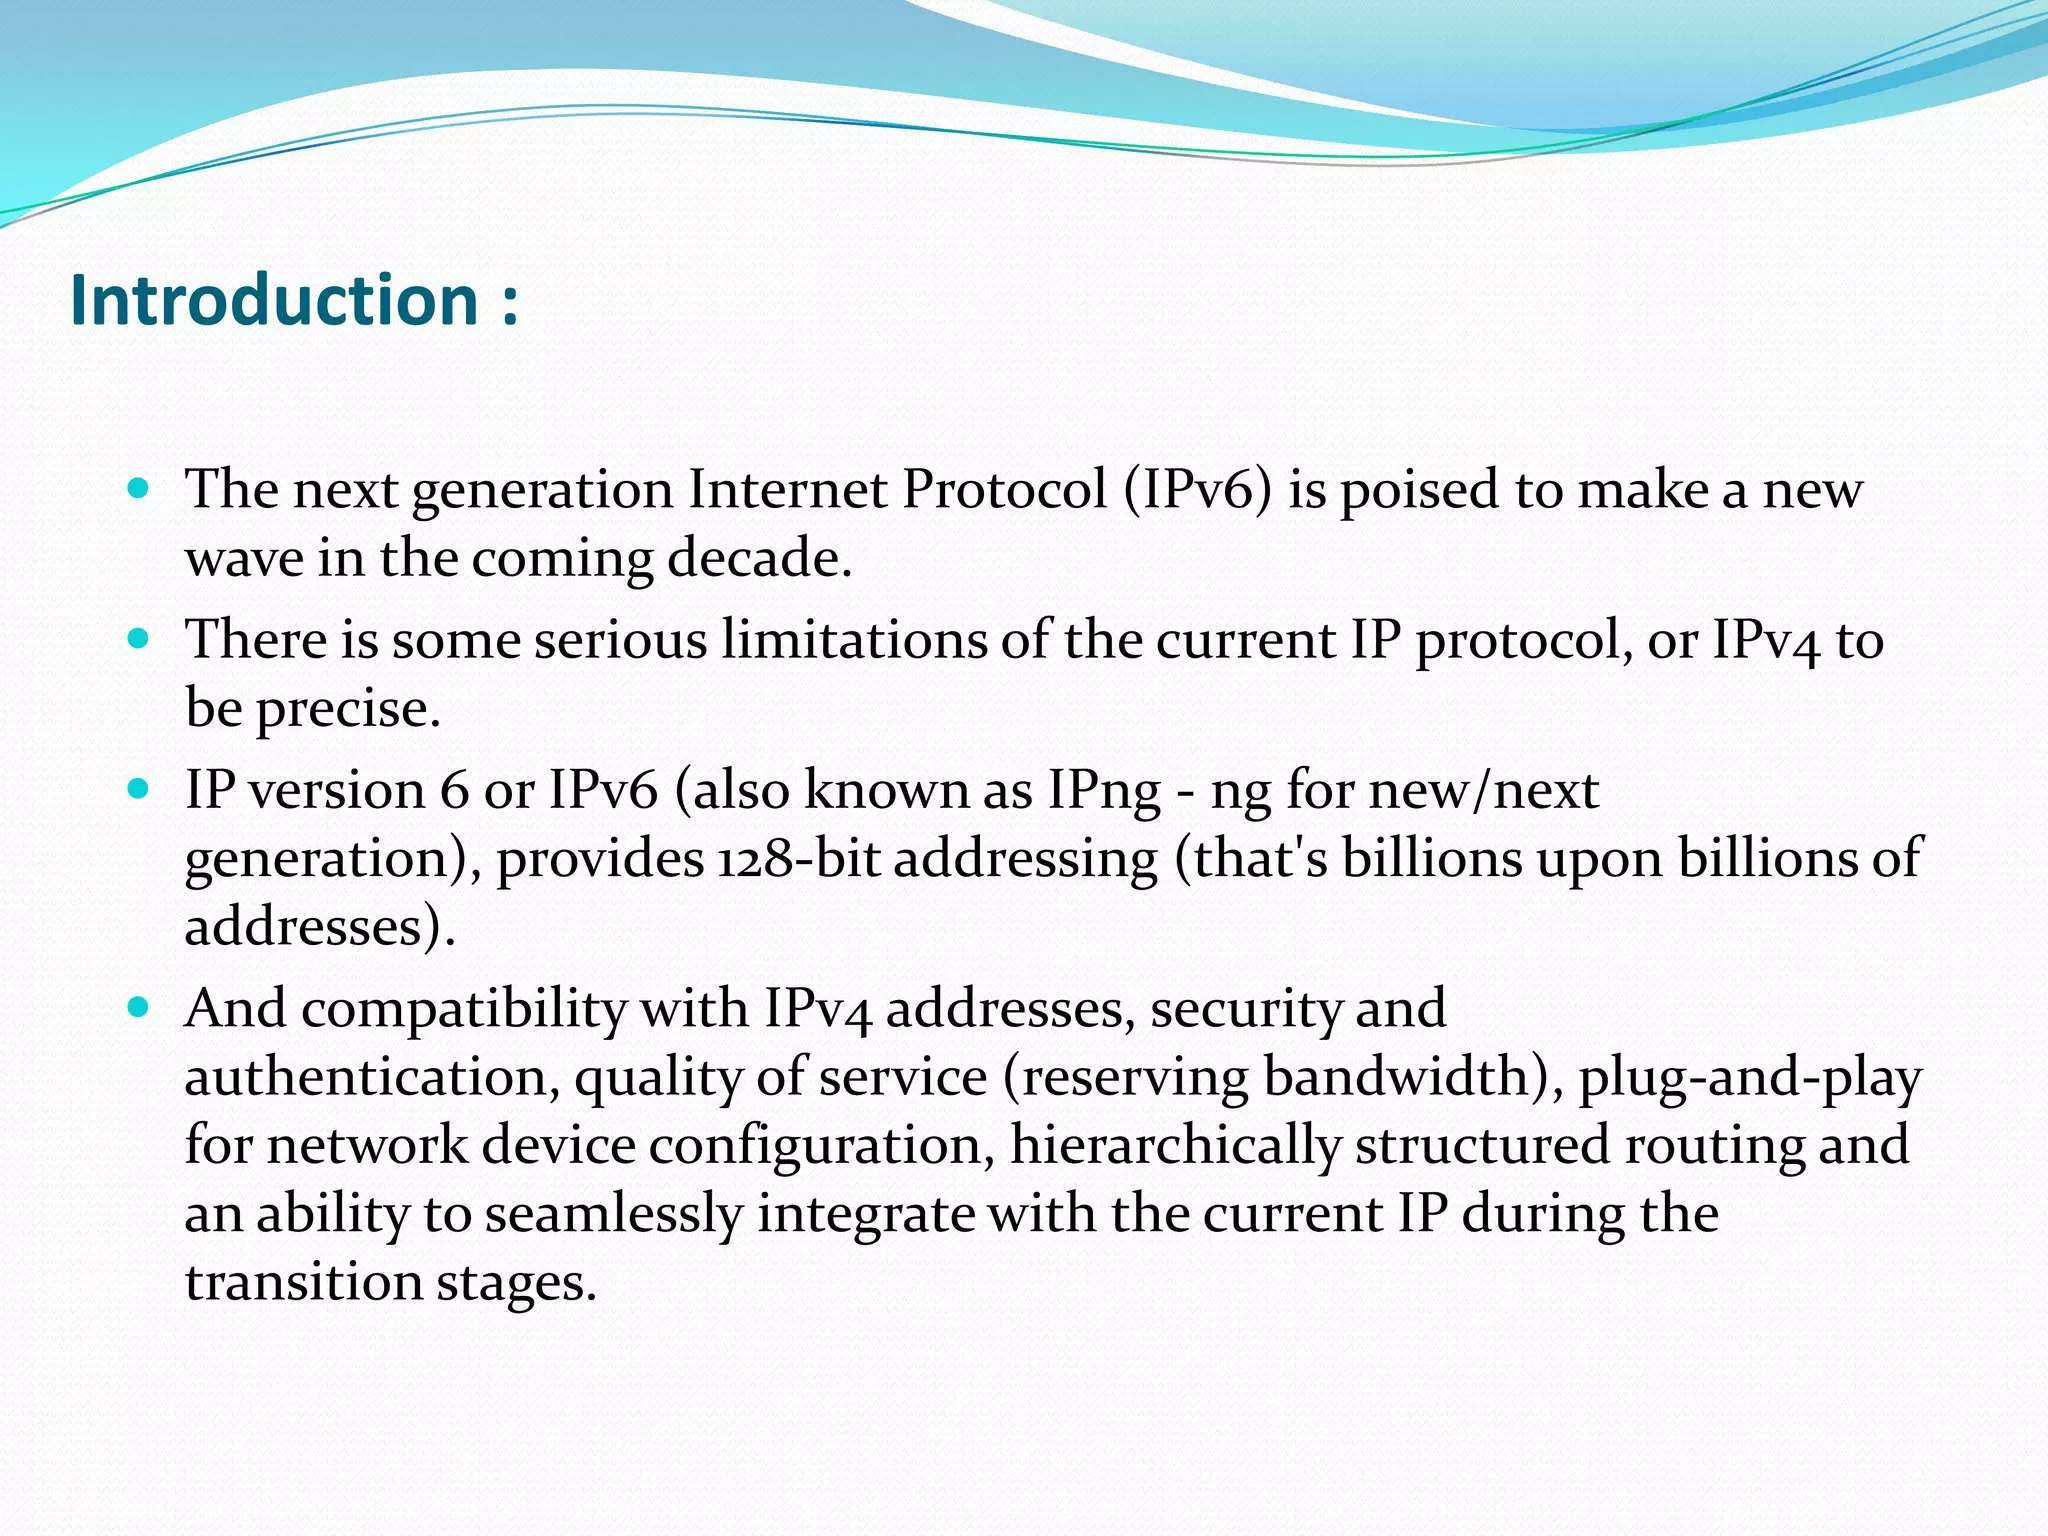 Introduction :
• The next generation Internet Protocol (IPv6) is poised to make a new
wave in the coming decade.
• There is some serious limitations of the current IP protocol, or IPv4 to
be precise.
• IP version 6 or IPv6 (also known as IPng - ng for new/next
generation), provides 128-bit addressing (that's billions upon billions of
addresses).
• And compatibility with IPv4 addresses, security and
authentication, quality of service (reserving bandwidth), plug-and-play
for network device configuration, hierarchically structured routing and
an ability to seamlessly integrate with the current IP during the
transition stages.